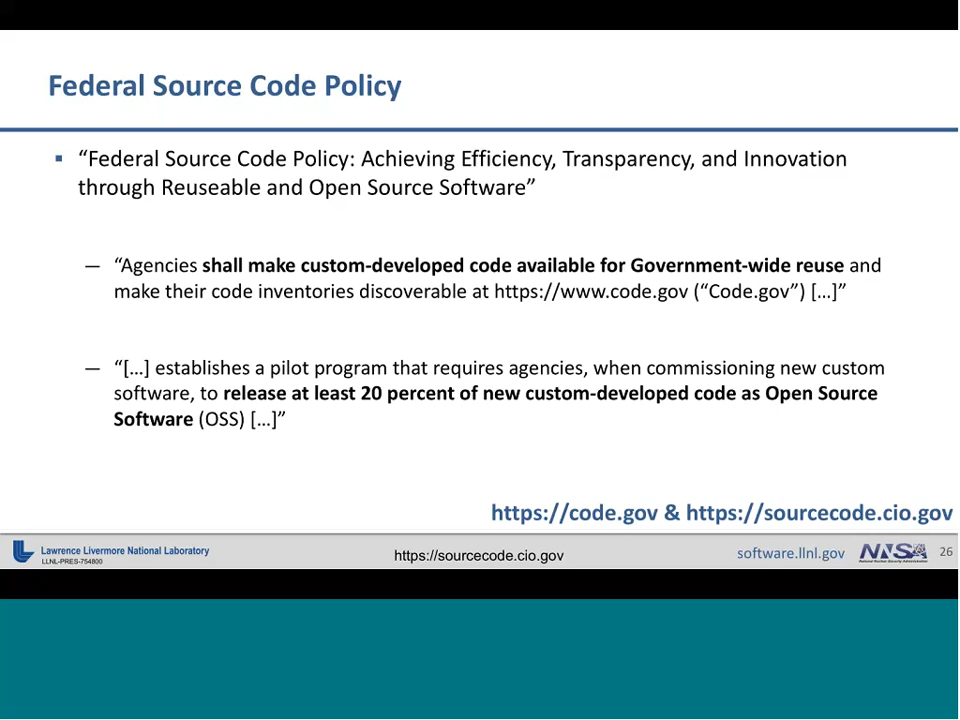 Federal Source Code Policy
▪ “Federal Source Code Policy: Achieving Efficiency, Transparency, and Innovation
through Reuseable and Open Source Software”
— “Agencies shall make custom-developed code available for Government-wide reuse and
make their code inventories discoverable at https://www.code.gov (“Code.gov”) […]”
— “[…] establishes a pilot program that requires agencies, when commissioning new custom
software, to release at least 20 percent of new custom-developed code as Open Source
Software (OSS) […]”
https://code.gov & https://sourcecode.cio.gov
Lawrence Livermore National Laboratory
LLNL-PRES-754800
https://sourcecode.cio.gov
software.llnl.gov
NNSA
National Nuclear Security Administration
26